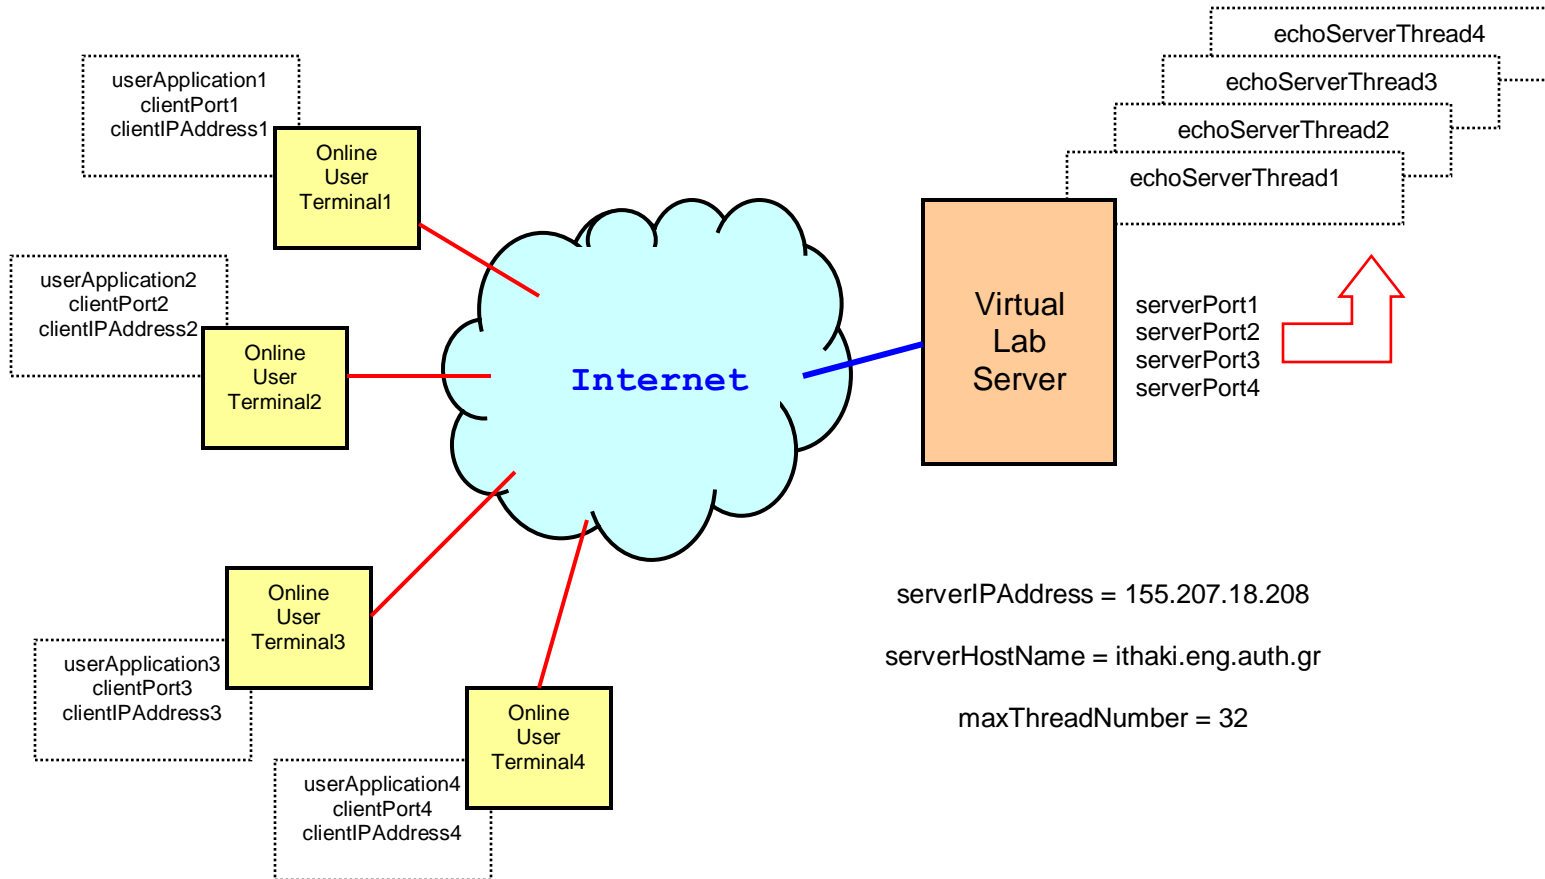 echoServerThread4
echoServerThread3
echoServerThread2
echoServerThread1
userApplication1
clientPort1
clientIPAddress1
Online
User
Terminal1
userApplication2
clientPort2
clientIPAddress2
Online
User
Terminal2
Internet
Virtual
Lab
Server
serverPort1
serverPort2
serverPort3
serverPort4
Online
User
Terminal3
userApplication3
clientPort3
clientIPAddress3
Online
User
Terminal4
userApplication4
clientPort4
clientIPAddress4
serverIPAddress = 155.207.18.208
serverHostName = ithaki.eng.auth.gr
maxThreadNumber = 32